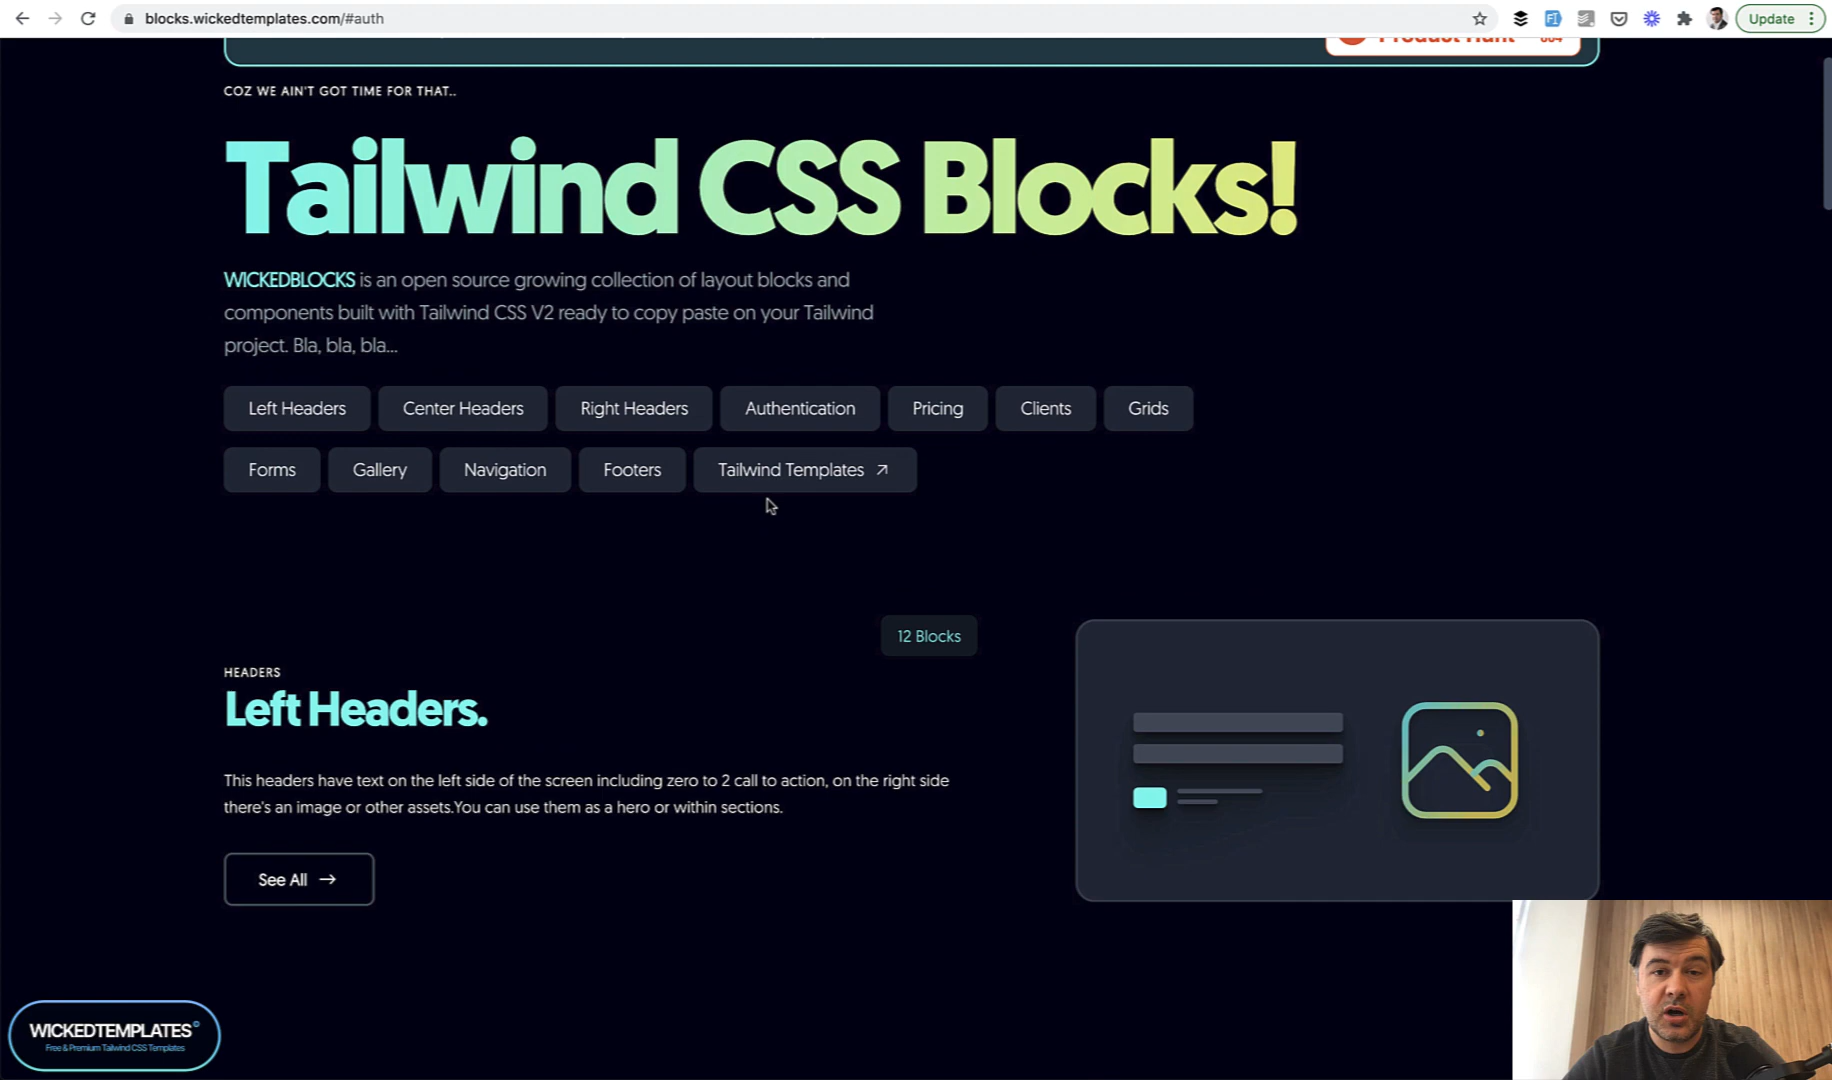 blocks.wickedtemplates.com/#auth
Update
Product Hunt
COZ WE AIN'T GOT TIME FOR THAT..
Tailwind CSS Blocks!
WICKEDBLOCKS is an open source growing collection of layout blocks and
components built with Tailwind CSS V2 ready to copy paste on your Tailwind
project. Bla, bla, bla...
Left Headers
Center Headers
Right Headers
Authentication
Pricing
Clients
Grids
Forms
Gallery
Navigation
Footers
Tailwind Templates
12 Blocks
HEADERS
Left Headers.
This headers have text on the left side of the screen including zero to 2 call to action, on the right side
there's an image or other assets.You can use them as a hero or within sections.
See All
WICKEDTEMPLATES
Free & Premium Tailwind CSS Templates